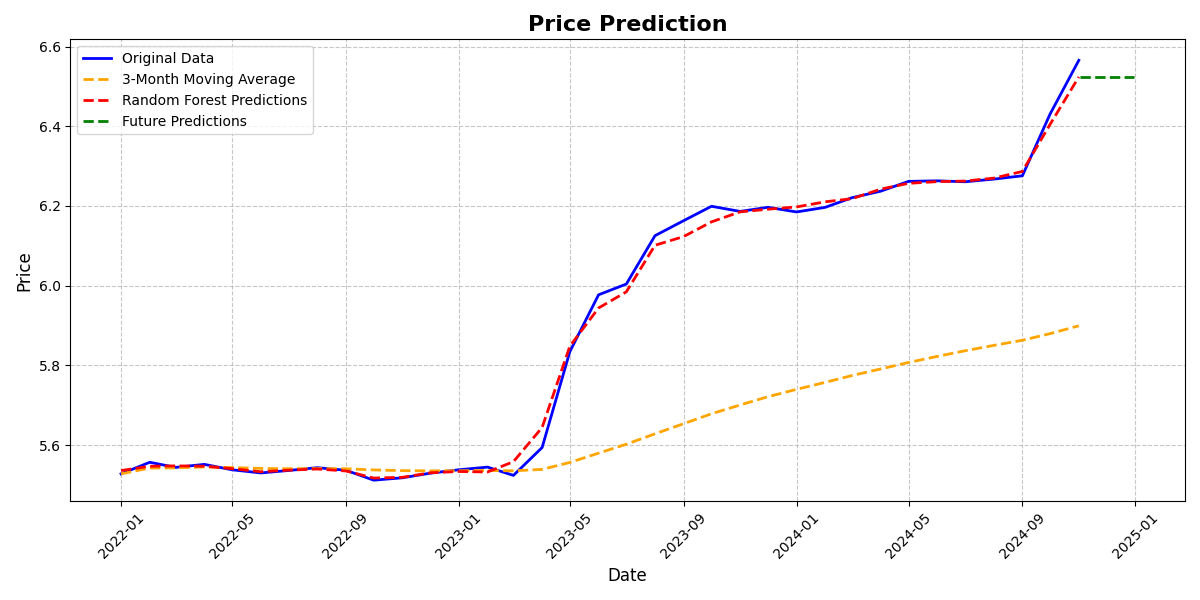 Price Prediction
Original Data
3-Month Moving Average
Random Forest Predictions
Future Predictions
Price
6.6
6.4
6.2
6.0
5.8
5.6
2022-01
2022-05
2022-09
2023-01
2023-05
2023-09
2024-01
2024-05
2024-09
2025-01
Date